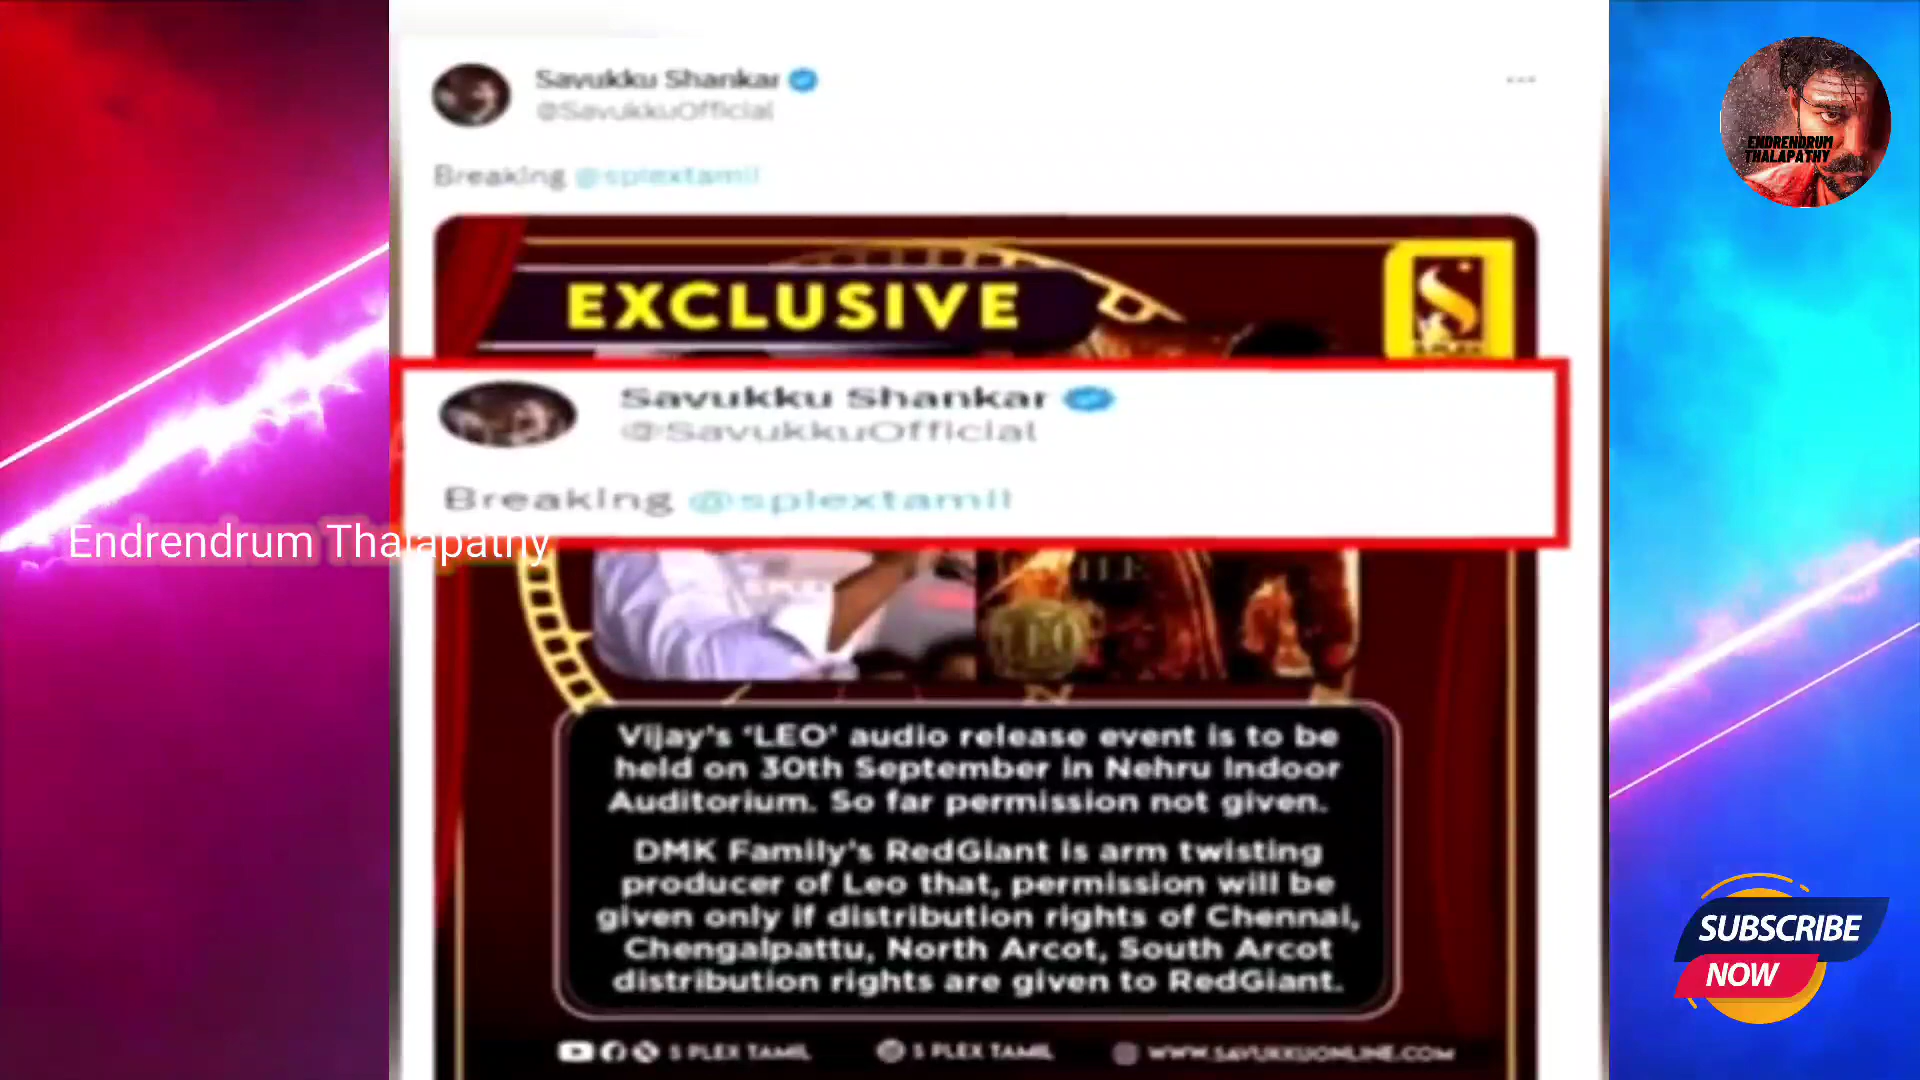 Savukku Shankar
@SavukkuOfficial
Breaking @splextamil
ENDRENDRUM
THALAPATHY
EXCLUSIVE
Savukku Shankar
@SavukkuOfficial
Breaking @splextamil
Endrendrum Thalapathy
LEO
Vijay's 'LEO' audio release event is to be
held on 30th September in Nehru Indoor
Auditorium. So far permission not given.
DMK Family's RedGiant is arm twisting
producer of Leo that, permission will be
given only if distribution rights of Chennai,
Chengalpattu, North Arcot, South Arcot
distribution rights are given to RedGiant.
S PLEX TAMIL S PLEX TAMIL WWW.SAVUKKUONLINE.COM
SUBSCRIBE
NOW